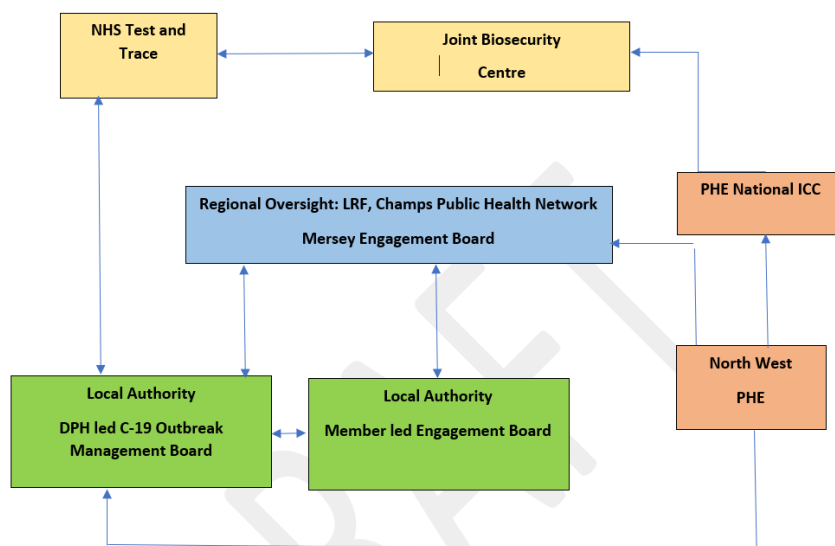 NHS Test and
Trace
Joint Biosecurity
Centre
PHE National ICC
Regional Oversight: LRF, Champs Public Health Network
Mersey Engagement Board
North West
PHE
Local Authority
DPH led C-19 Outbreak
Management Board
Local Authority
Member led Engagement Board
DRAFT